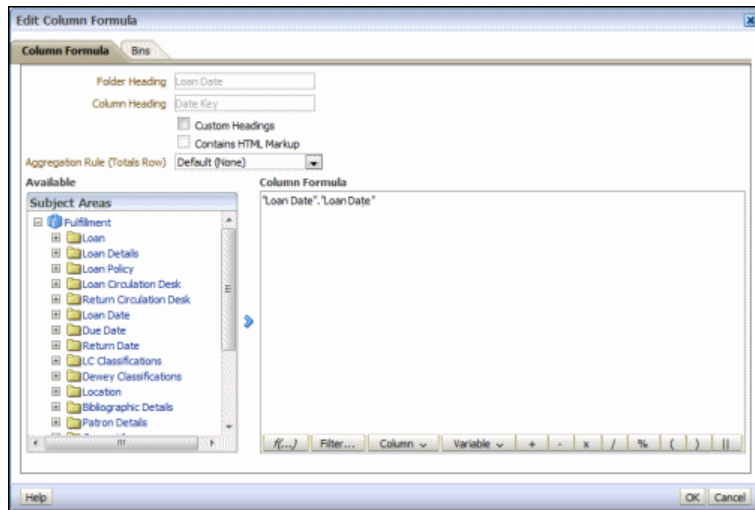 Edit Column Formula
Column Formula Bins
Folder Heading Loan Date
Column Heading Date Key
Custom Headings
Contains HTML Markup
Aggregation Rule (Totals Row) Default (None)
Available Column Formula
Subject Areas
"Loan Date"."Loan Date"
Fulfillment
Loan
Loan Details
Loan Policy
Loan Circulation Desk
Return Circulation Desk
Loan Date
Due Date
Return Date
LC Classifications
Dewey Classifications
Location
Bibliographic Details
Patron Details
f(...) Filter... Column Variable + - x / % ( ) ||
Help OK Cancel